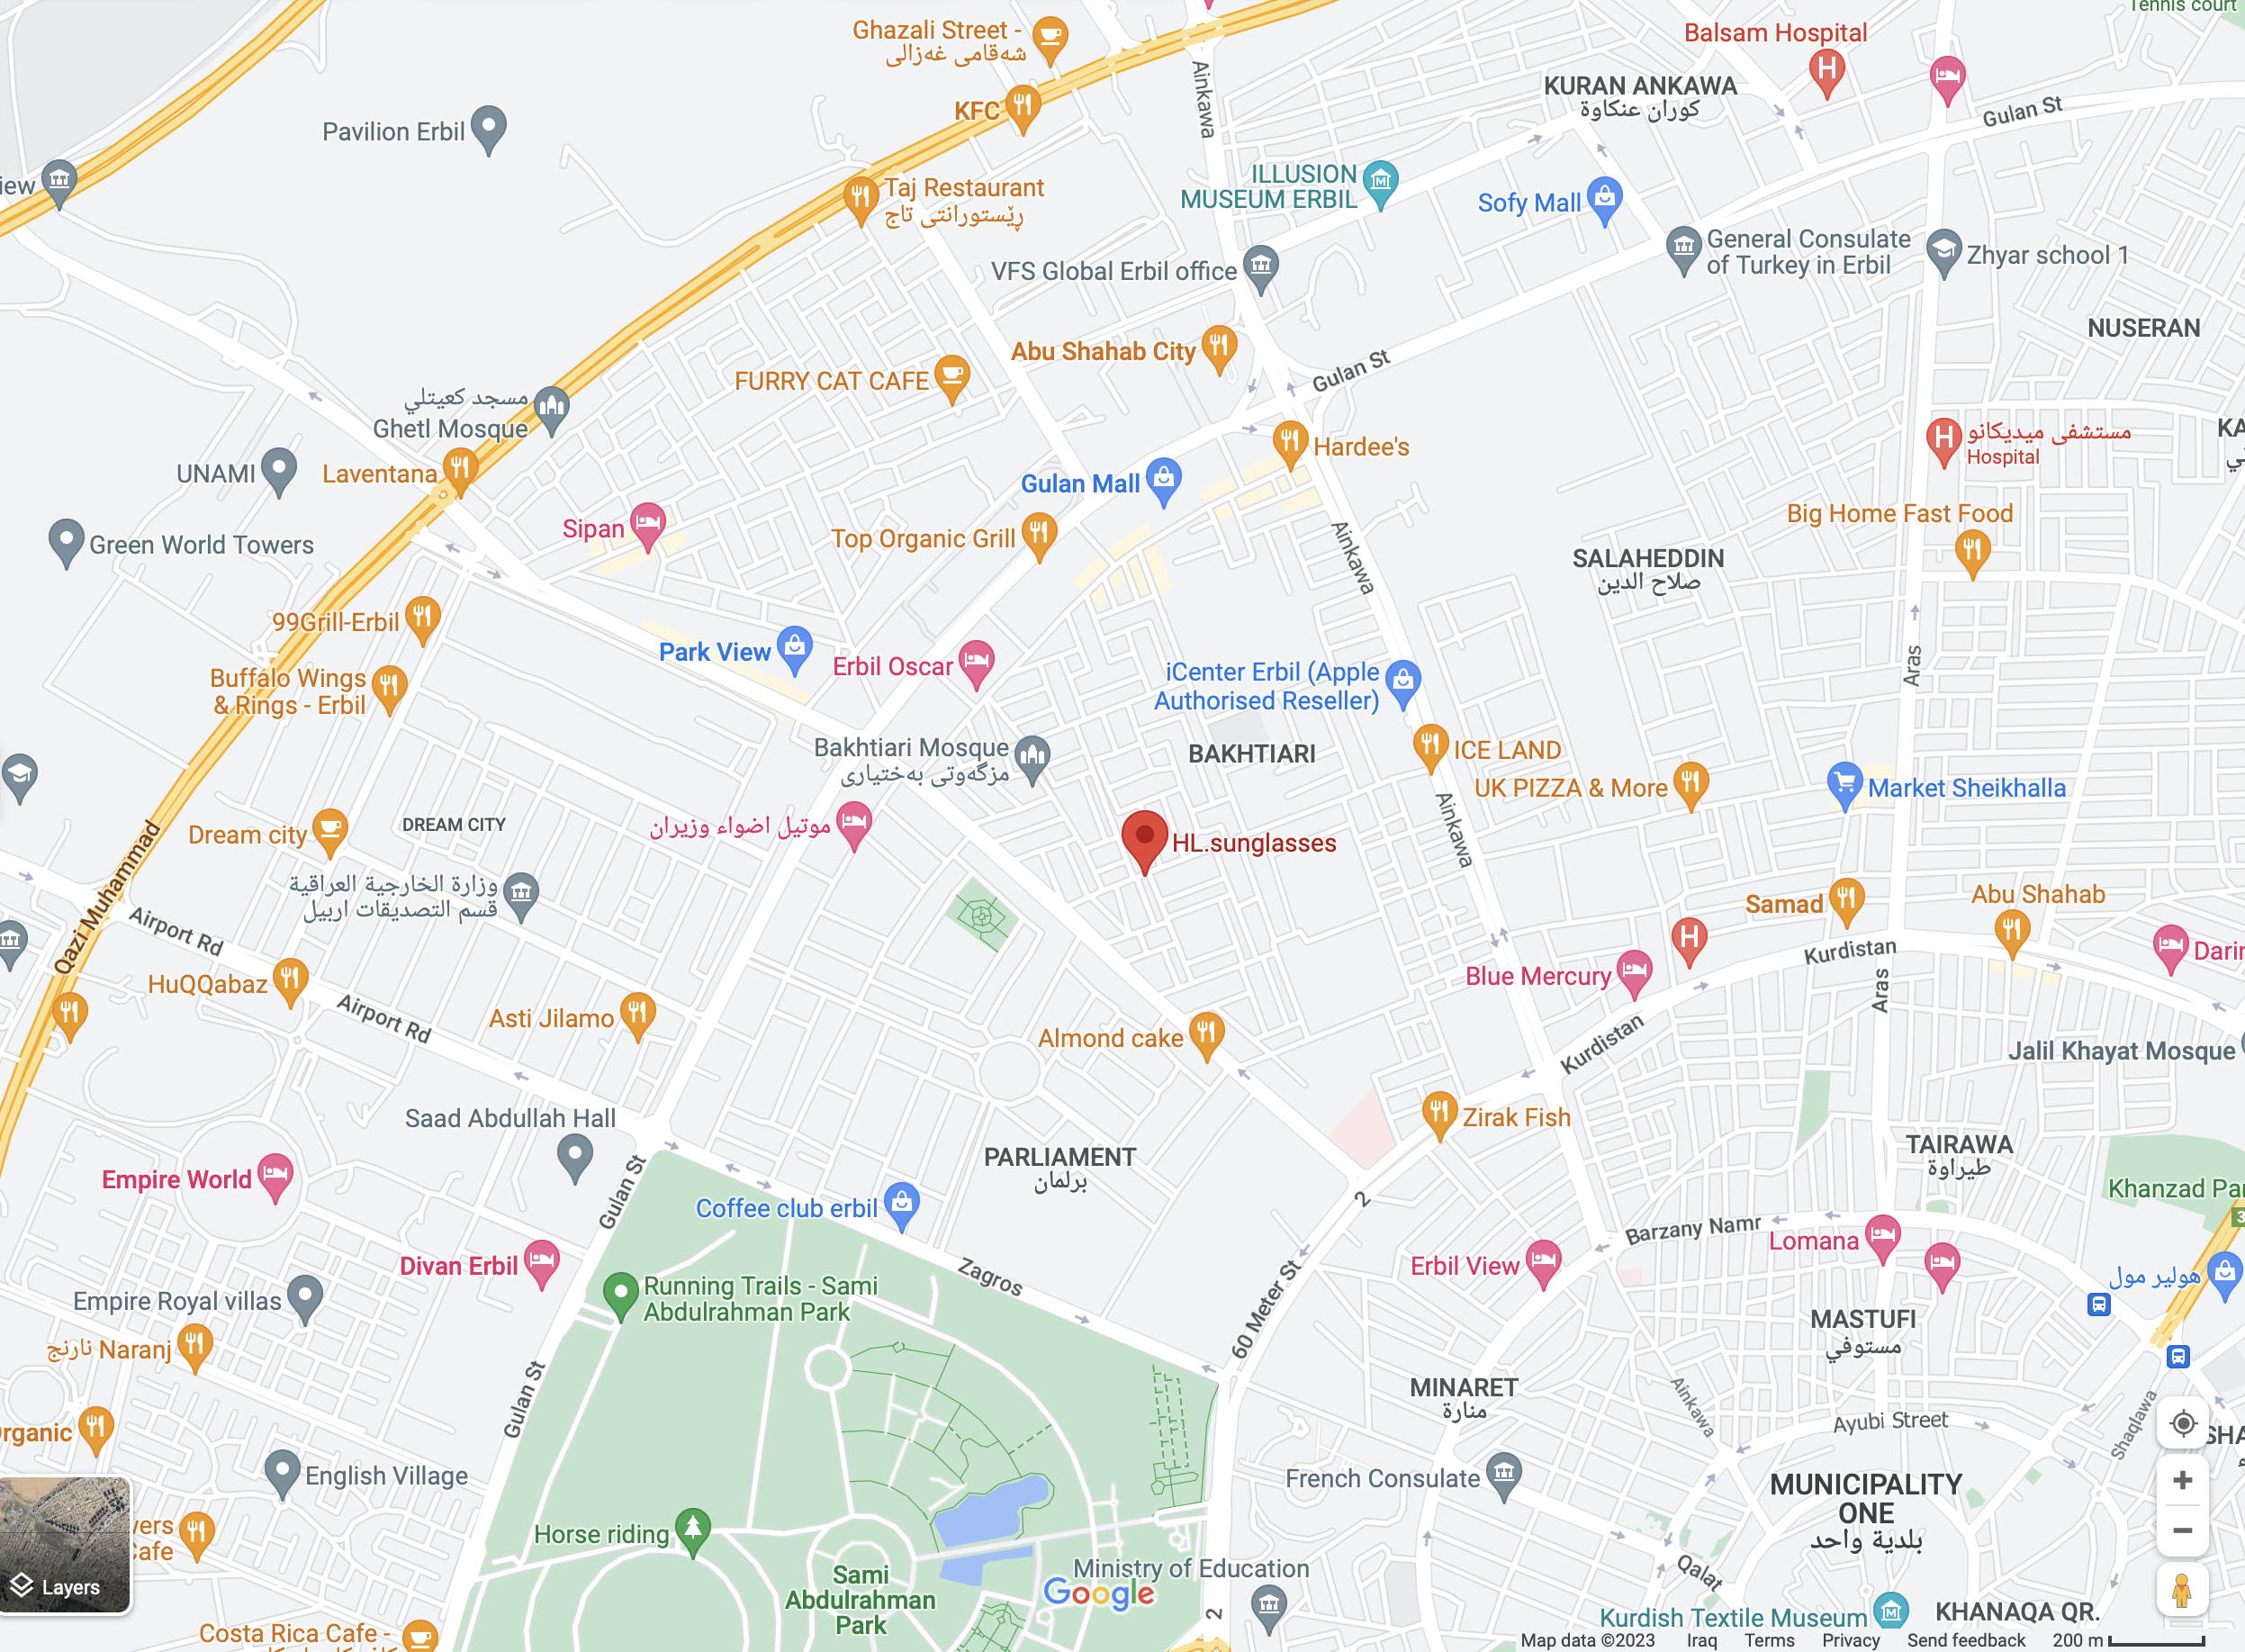 Tennis court
Ghazali Street -
شەقامی غەزالی
Balsam Hospital
KFC
Ainkawa
KURAN ANKAWA
كوران عنكاوة
Gulan St
Pavilion Erbil
iew
Taj Restaurant
ڕێستورانتی تاج
ILLUSION
MUSEUM ERBIL
Sofy Mall
General Consulate
of Turkey in Erbil
Zhyar school 1
VFS Global Erbil office
NUSERAN
Abu Shahab City
Gulan St
FURRY CAT CAFE
مسجد كعيتلي
Ghetl Mosque
Hardee's
مستشفى ميديكانو
Hospital
KA
UNAMI
Laventana
Gulan Mall
Big Home Fast Food
Sipan
Top Organic Grill
Green World Towers
Ainkawa
SALAHEDDIN
صلاح الدين
99Grill-Erbil
Park View
Erbil Oscar
iCenter Erbil (Apple
Authorised Reseller)
Aras
Buffalo Wings
& Rings - Erbil
Bakhtiari Mosque
مزگەوتی بەختیاری
BAKHTIARI
ICE LAND
UK PIZZA & More
Market Sheikhalla
Dream city
DREAM CITY
موتيل اضواء وزيران
HL.sunglasses
Ainkawa
وزارة الخارجية العراقية
قسم التصديقات اربيل
Qazi Muhammad
Airport Rd
Samad
Abu Shahab
Kurdistan
Darin
HuQQabaz
Blue Mercury
Aras
Airport Rd
Asti Jilamo
Almond cake
Kurdistan
Jalil Khayat Mosque
Saad Abdullah Hall
Zirak Fish
PARLIAMENT
برلمان
TAIRAWA
طيراوة
Empire World
Gulan St
Coffee club erbil
2
Khanzad Par
3
Barzany Namr
Lomana
Divan Erbil
Zagros
Erbil View
هولير مول
Running Trails - Sami
Abdulrahman Park
Empire Royal villas
60 Meter St
MASTUFI
مستوفي
نارنج Naranj
Gulan St
MINARET
منارة
Ainkawa
Ayubi Street
Shaqlawa
Organic
SHA
English Village
French Consulate
MUNICIPALITY
ONE
بلدية واحد
vers
Cafe
Horse riding
Layers
Sami
Abdulrahman
Park
Ministry of Education
Google
Qalat
2
Kurdish Textile Museum
KHANAQA QR.
Costa Rica Cafe -
Map data ©2023 Iraq Terms Privacy Send feedback 200 m